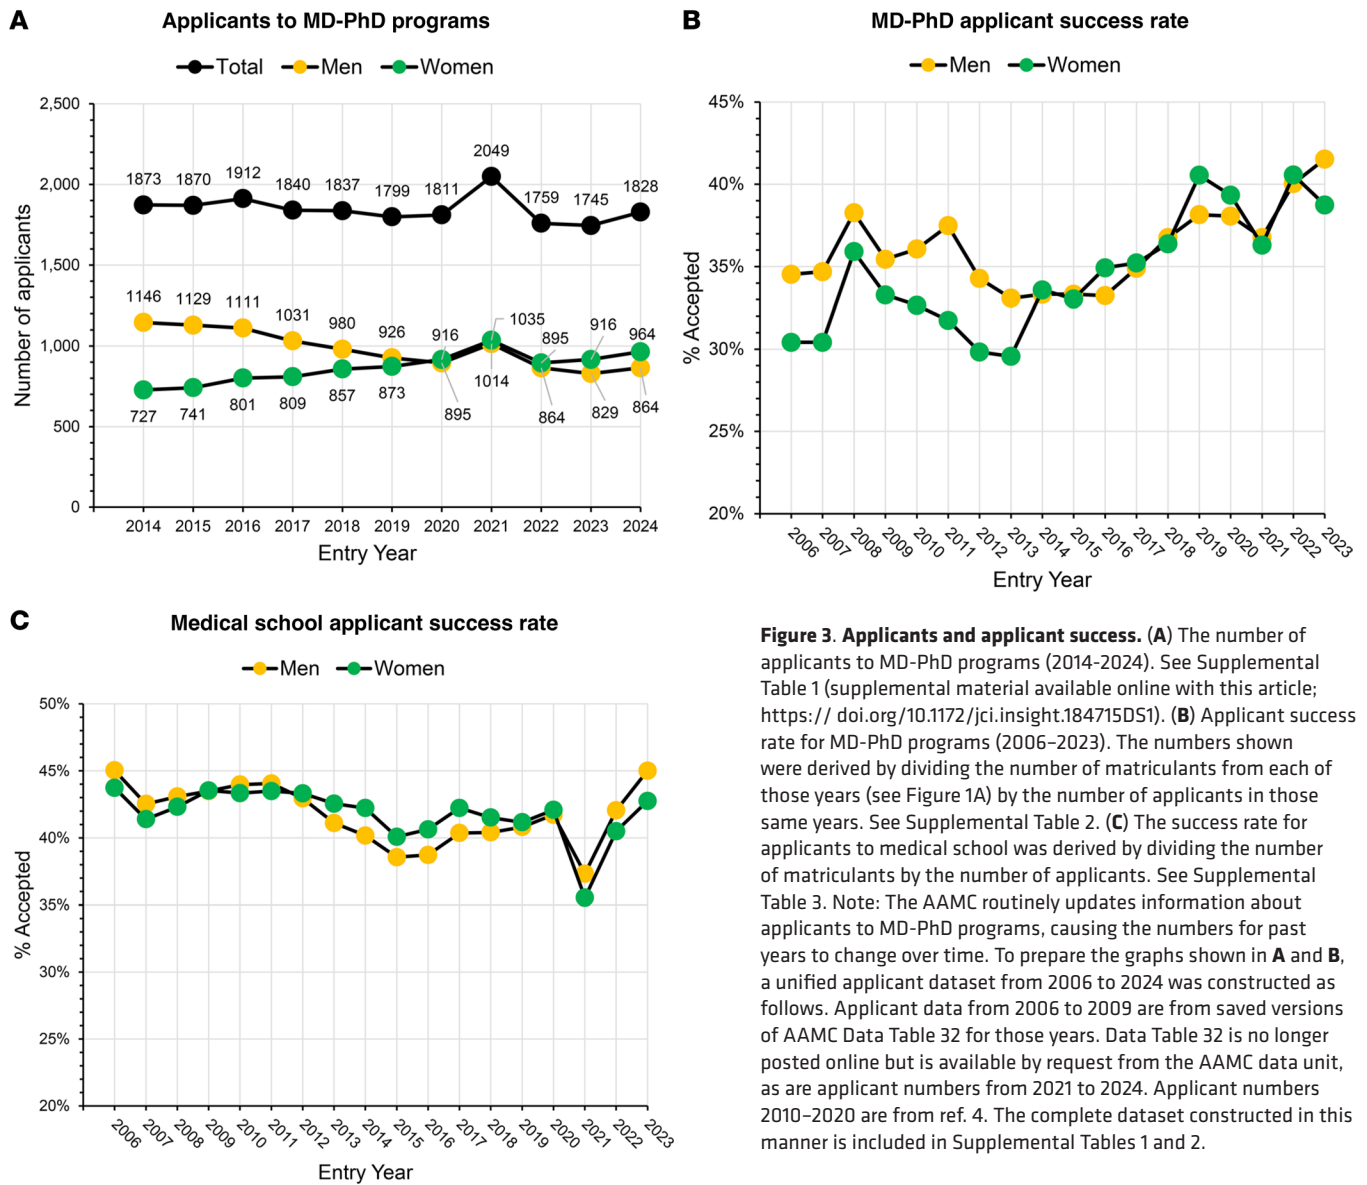 A
Applicants to MD-PhD programs
Total Men Women
2,500
2,000
1,500
1,000
500
0
Number of applicants
1873 1870 1912 1840 1837 1799 1811 2049 1759 1745 1828
1146 1129 1111 1031 980 926 916 1035 895 916 964
727 741 801 809 857 873 895 1014 864 829 864
2014 2015 2016 2017 2018 2019 2020 2021 2022 2023 2024
Entry Year
B
MD-PhD applicant success rate
Men Women
45%
40%
35%
30%
25%
20%
% Accepted
2006 2007 2008 2009 2010 2011 2012 2013 2014 2015 2016 2017 2018 2019 2020 2021 2022 2023
Entry Year
C
Medical school applicant success rate
Men Women
50%
45%
40%
35%
30%
25%
20%
% Accepted
2006 2007 2008 2009 2010 2011 2012 2013 2014 2015 2016 2017 2018 2019 2020 2021 2022 2023
Entry Year
Figure 3. Applicants and applicant success. (A) The number of
applicants to MD-PhD programs (2014-2024). See Supplemental
Table 1 (supplemental material available online with this article;
https:// doi.org/10.1172/jci.insight.184715DS1). (B) Applicant success
rate for MD-PhD programs (2006–2023). The numbers shown
were derived by dividing the number of matriculants from each of
those years (see Figure 1A) by the number of applicants in those
same years. See Supplemental Table 2. (C) The success rate for
applicants to medical school was derived by dividing the number
of matriculants by the number of applicants. See Supplemental
Table 3. Note: The AAMC routinely updates information about
applicants to MD-PhD programs, causing the numbers for past
years to change over time. To prepare the graphs shown in A and B,
a unified applicant dataset from 2006 to 2024 was constructed as
follows. Applicant data from 2006 to 2009 are from saved versions
of AAMC Data Table 32 for those years. Data Table 32 is no longer
posted online but is available by request from the AAMC data unit,
as are applicant numbers from 2021 to 2024. Applicant numbers
2010–2020 are from ref. 4. The complete dataset constructed in this
manner is included in Supplemental Tables 1 and 2.